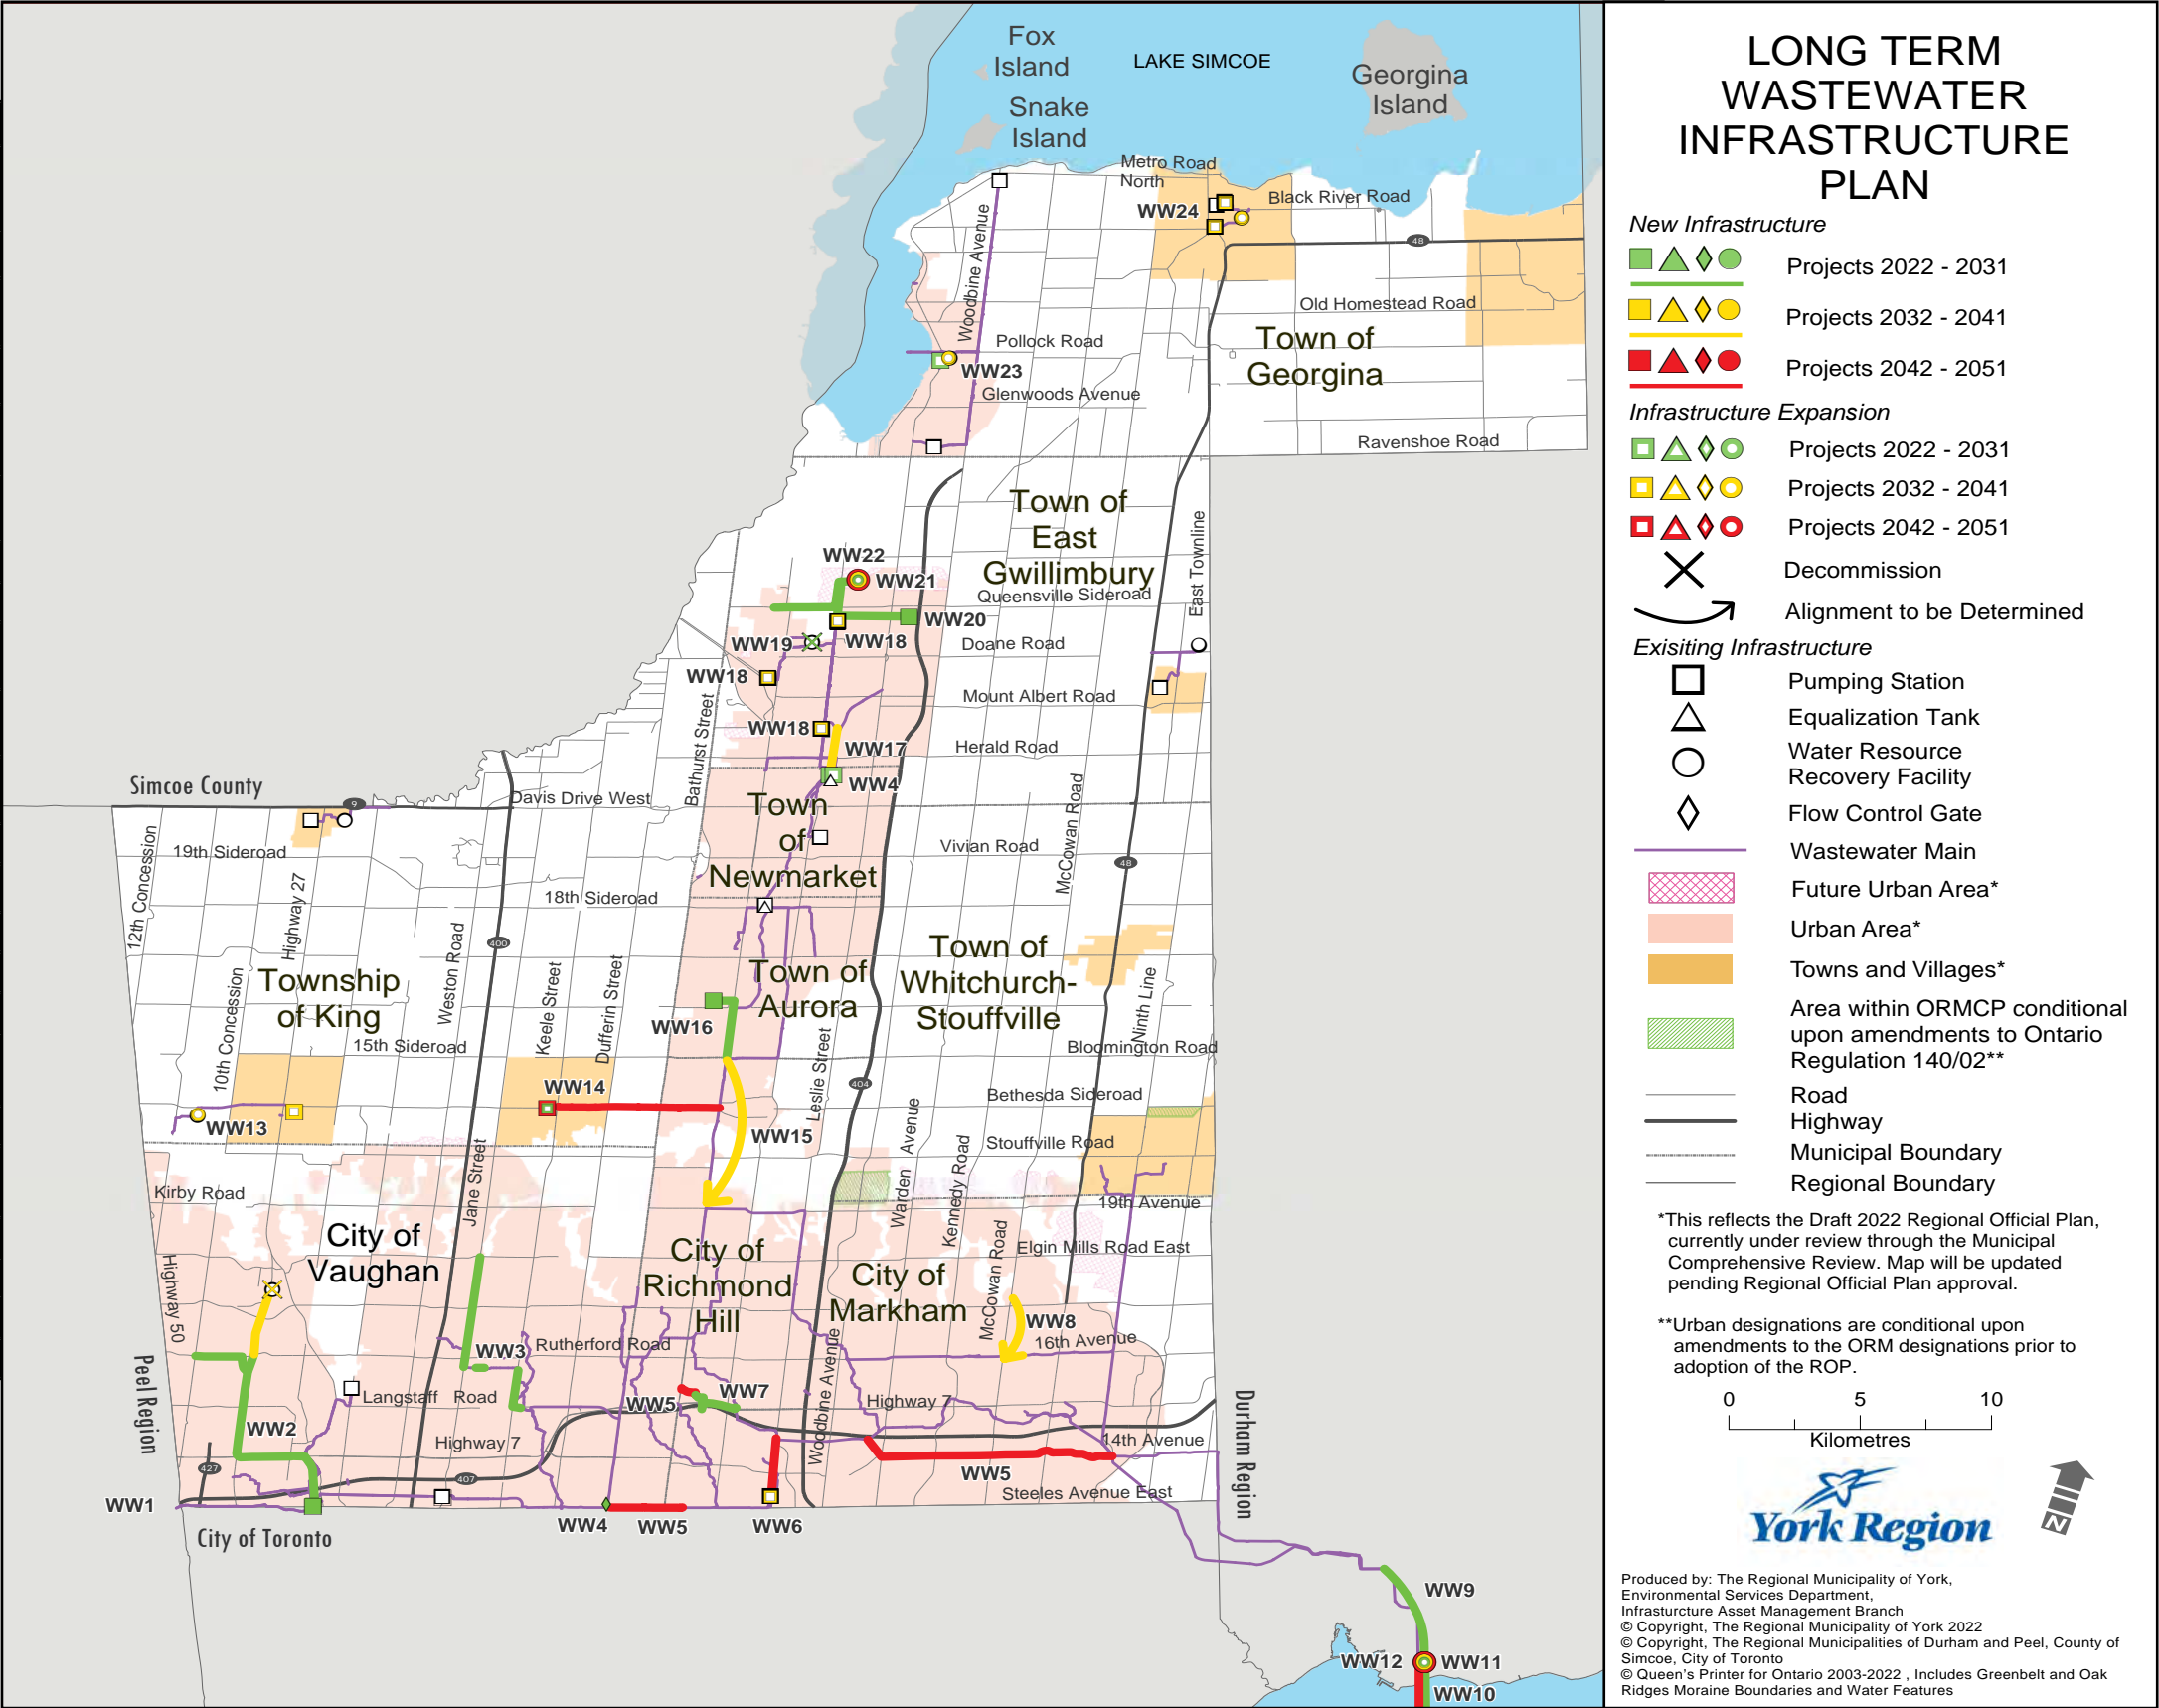 LONG TERM
WASTEWATER
INFRASTRUCTURE
PLAN
New Infrastructure
Projects 2022 - 2031
Projects 2032 - 2041
Projects 2042 - 2051
Infrastructure Expansion
Projects 2022 - 2031
Projects 2032 - 2041
Projects 2042 - 2051
Decommission
Alignment to be Determined
Exisiting Infrastructure
Pumping Station
Equalization Tank
Water Resource
Recovery Facility
Flow Control Gate
Wastewater Main
Future Urban Area*
Urban Area*
Towns and Villages*
Area within ORMCP conditional
upon amendments to Ontario
Regulation 140/02**
Road
Highway
Municipal Boundary
Regional Boundary
*This reflects the Draft 2022 Regional Official Plan,
currently under review through the Municipal
Comprehensive Review. Map will be updated
pending Regional Official Plan approval.
**Urban designations are conditional upon
amendments to the ORM designations prior to
adoption of the ROP.
0 5 10
Kilometres
York Region
N
Produced by: The Regional Municipality of York,
Environmental Services Department,
Infrasturcture Asset Management Branch
© Copyright, The Regional Municipality of York 2022
© Copyright, The Regional Municipalities of Durham and Peel, County of
Simcoe, City of Toronto
© Queen's Printer for Ontario 2003-2022 , Includes Greenbelt and Oak
Ridges Moraine Boundaries and Water Features
Fox
Island
LAKE SIMCOE
Georgina
Island
Snake
Island
Metro Road
North
Black River Road
WW24
48
Woodbine Avenue
Old Homestead Road
Pollock Road
Town of
Georgina
WW23
Glenwoods Avenue
Ravenshoe Road
Town of
East
Gwillimbury
East Townline
WW22
WW21
Queensville Sideroad
WW20
WW19
WW18
Doane Road
WW18
Mount Albert Road
Bathurst Street
WW18
WW17
Herald Road
WW4
Simcoe County
9
Davis Drive West
Town
of
Newmarket
McCowan Road
12th Concession
19th Sideroad
Vivian Road
48
Highway 27
18th Sideroad
400
Weston Road
Township
of King
10th Concession
Keele Street
Dufferin Street
Town of
Aurora
Town of
Whitchurch-
Stouffville
Ninth Line
WW16
15th Sideroad
Leslie Street
Bloomington Road
404
WW14
Bethesda Sideroad
WW13
WW15
Warden Avenue
Stouffville Road
Jane Street
Kennedy Road
Kirby Road
19th Avenue
City of
Vaughan
City of
Richmond
Hill
City of
Markham
McCowan Road
Elgin Mills Road East
Highway 50
WW8
16th Avenue
WW3
Rutherford Road
Woodbine Avenue
Peel Region
Langstaff Road
WW5
WW7
Highway 7
Durham Region
WW2
Highway 7
14th Avenue
427
407
WW5
WW1
Steeles Avenue East
City of Toronto
WW4
WW5
WW6
WW9
WW12
WW11
WW10